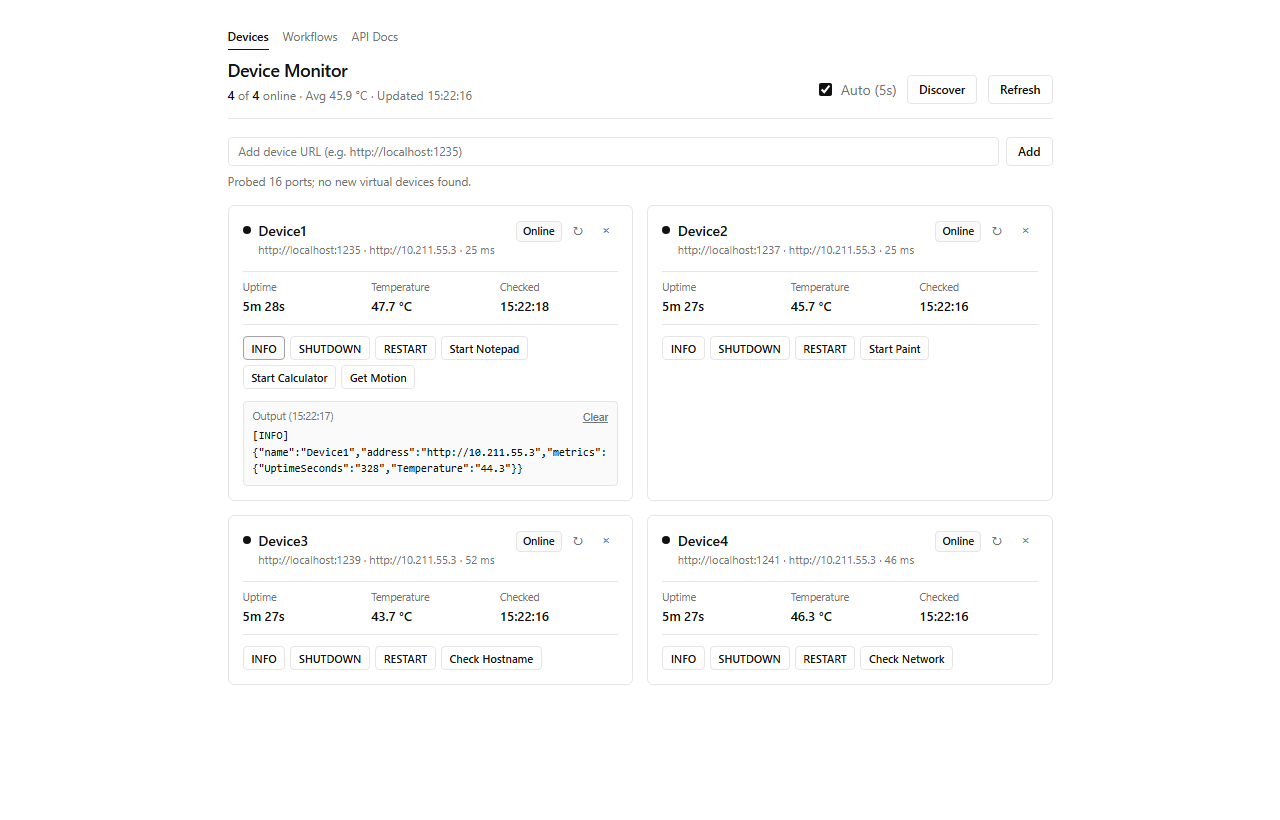 Devices Workflows API Docs
Device Monitor
4 of 4 online · Avg 45.9 °C · Updated 15:22:16
Auto (5s) Discover Refresh
Add device URL (e.g. http://localhost:1235) Add
Probed 16 ports; no new virtual devices found.
Device1 Online ↻ ×
http://localhost:1235 · http://10.211.55.3 · 25 ms
Uptime Temperature Checked
5m 28s 47.7 °C 15:22:18
INFO SHUTDOWN RESTART Start Notepad
Start Calculator Get Motion
Output (15:22:17) Clear
[INFO]
{"name":"Device1","address":"http://10.211.55.3","metrics":
{"UptimeSeconds":"328","Temperature":"44.3"}}
Device2 Online ↻ ×
http://localhost:1237 · http://10.211.55.3 · 25 ms
Uptime Temperature Checked
5m 27s 45.7 °C 15:22:16
INFO SHUTDOWN RESTART Start Paint
Device3 Online ↻ ×
http://localhost:1239 · http://10.211.55.3 · 52 ms
Uptime Temperature Checked
5m 27s 43.7 °C 15:22:16
INFO SHUTDOWN RESTART Check Hostname
Device4 Online ↻ ×
http://localhost:1241 · http://10.211.55.3 · 46 ms
Uptime Temperature Checked
5m 27s 46.3 °C 15:22:16
INFO SHUTDOWN RESTART Check Network